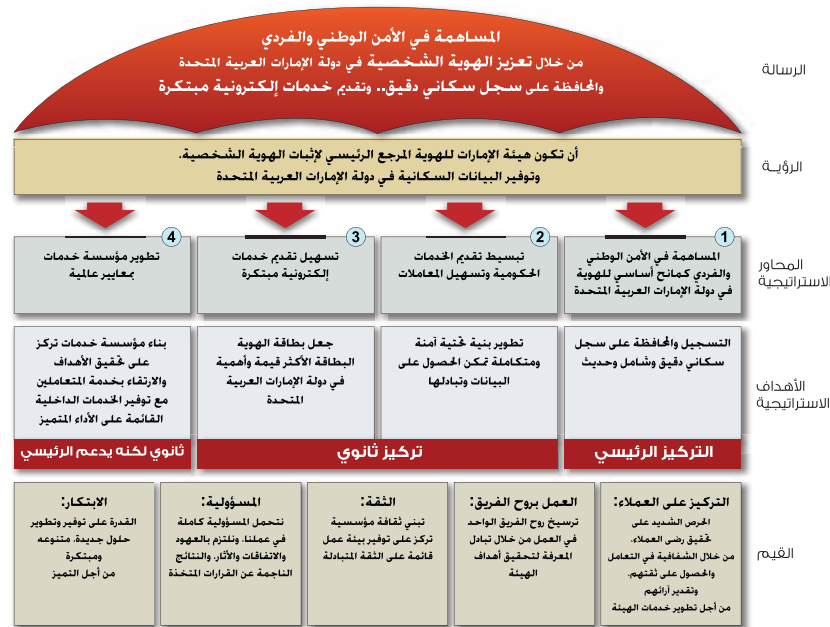 الرسالة
المساهمة في الأمن الوطني والفردي
من خلال تعزيز الهوية الشخصية في دولة الإمارات العربية المتحدة
والمحافظة على سجل سكاني دقيق.. وتقديم خدمات إلكترونية مبتكرة
الرؤيـة
أن تكون هيئة الإمارات للهوية المرجع الرئيسي لإثبات الهوية الشخصية،
وتوفير البيانات السكانية في دولة الإمارات العربية المتحدة
المحاور
الاستراتيجية
1
المساهمة في الأمن الوطني
والفردي كمانح أساسي للهوية
في دولة الإمارات العربية المتحدة
2
تبسيط تقديم الخدمات
الحكومية وتسهيل المعاملات
3
تسهيل تقديم خدمات
إلكترونية مبتكرة
4
تطوير مؤسسة خدمات
بمعايير عالمية
الأهداف
الاستراتيجية
التسجيل والمحافظة على سجل
سكاني دقيق وشامل وحديث
تطوير بنية تحتية آمنة
ومتكاملة تمكن الحصول على
البيانات وتبادلها
جعل بطاقة الهوية
البطاقة الأكثر قيمة وأهمية
في دولة الإمارات العربية
المتحدة
بناء مؤسسة خدمات تركز
على تحقيق الأهداف
والارتقاء بخدمة المتعاملين
مع توفير الخدمات الداخلية
القائمة على الأداء المتميز
التركيز الرئيسي
تركيز ثانوي
ثانوي لكنه يدعم الرئيسي
القيم
التركيز على العملاء:
الحرص الشديد على
تحقيق رضى العملاء،
من خلال الشفافية في التعامل
والحصول على ثقتهم،
وتقدير آرائهم
من أجل تطوير خدمات الهيئة
العمل بروح الفريق:
ترسيخ روح الفريق الواحد
في العمل من خلال تبادل
المعرفة لتحقيق أهداف
الهيئة
الثقة:
تبني ثقافة مؤسسية
تركز على توفير بيئة عمل
قائمة على الثقة المتبادلة
المسؤولية:
نتحمل المسؤولية كاملة
في عملنا، ونلتزم بالعهود
والاتفاقات والآثار، والنتائج
الناجمة عن القرارات المتخذة
الابتكار:
القدرة على توفير وتطوير
حلول جديدة، متنوعه
ومبتكرة
من أجل التميز